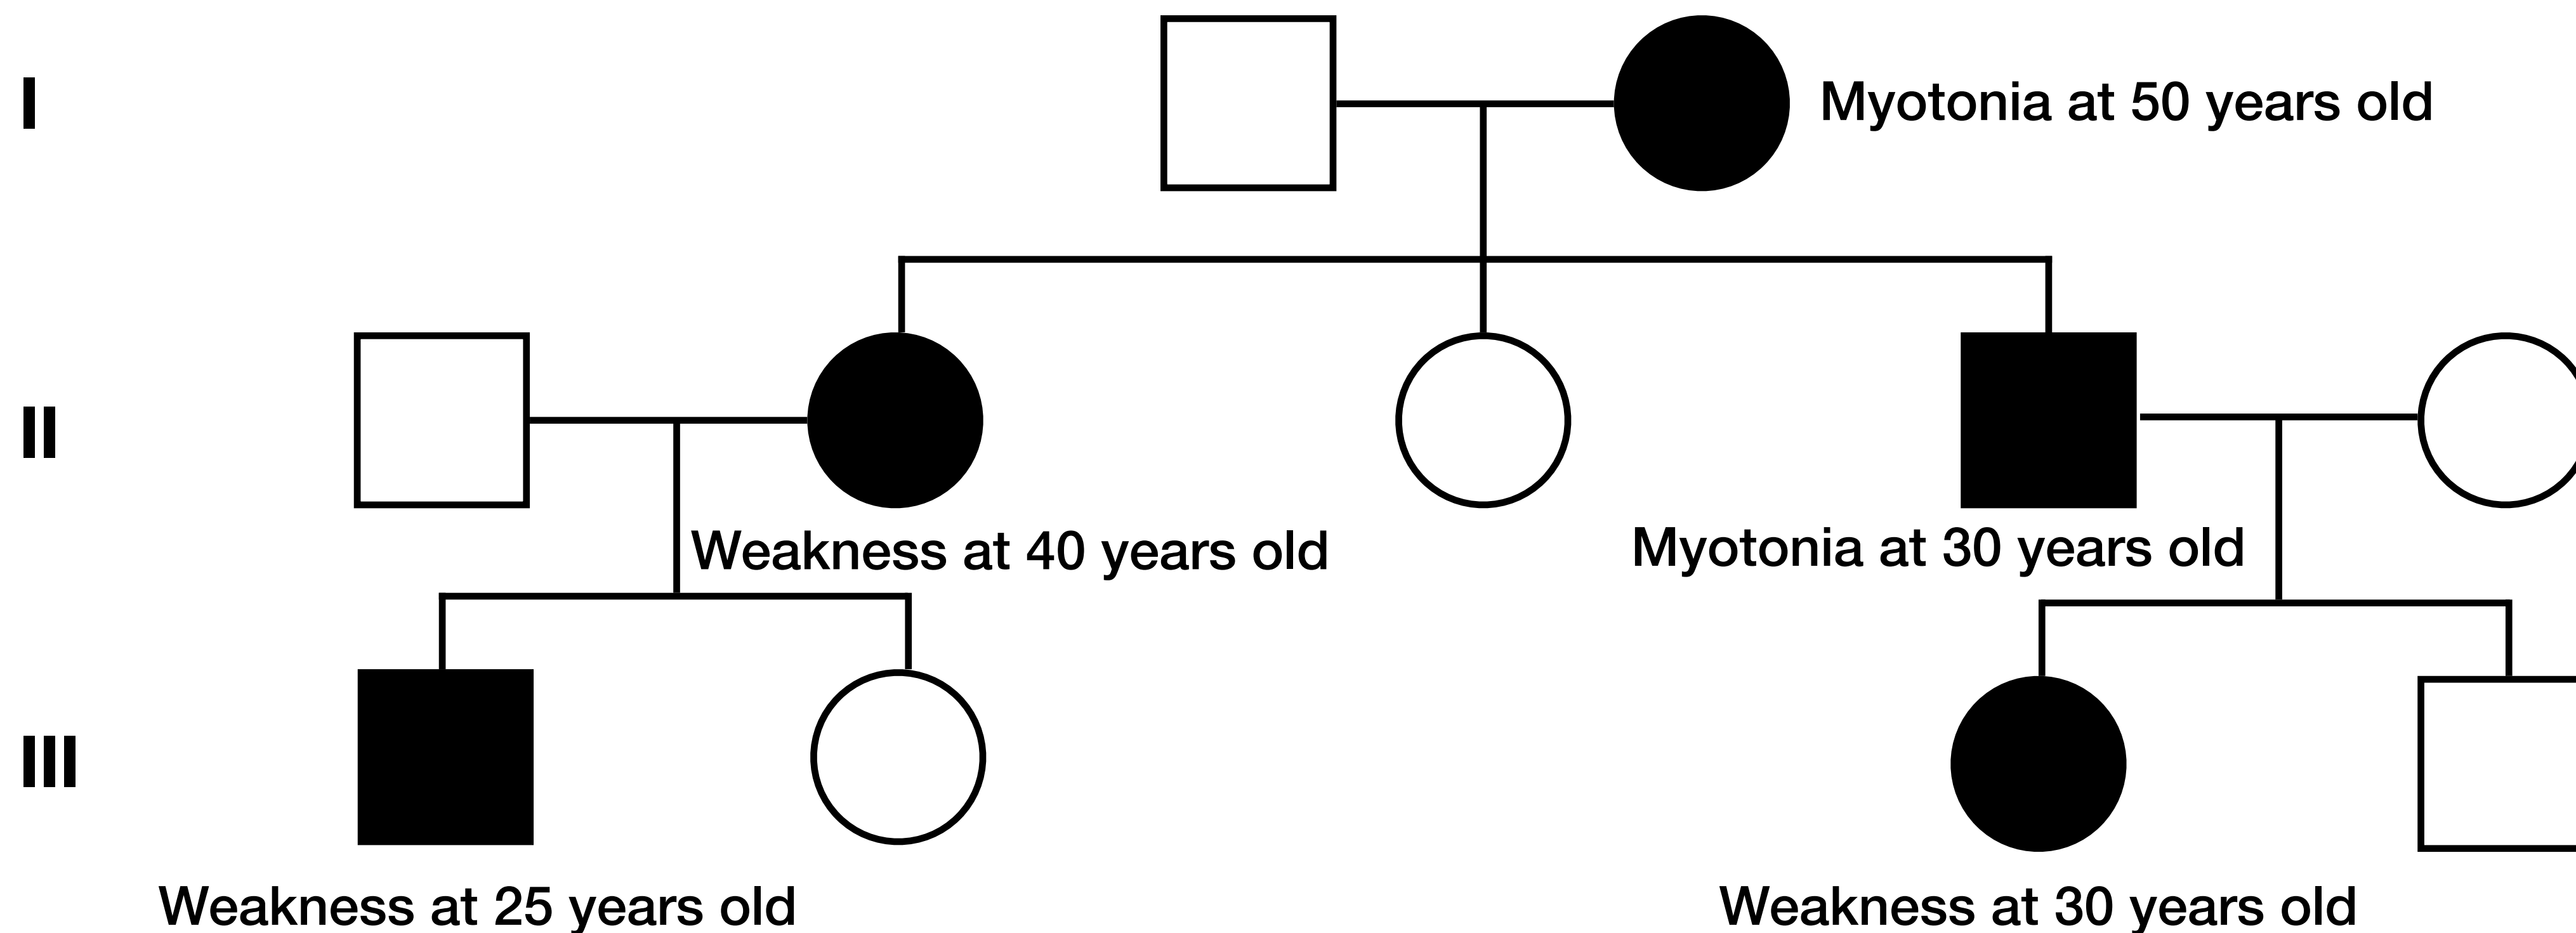 I
Myotonia at 50 years old
II
Weakness at 40 years old
Myotonia at 30 years old
III
Weakness at 25 years old
Weakness at 30 years old